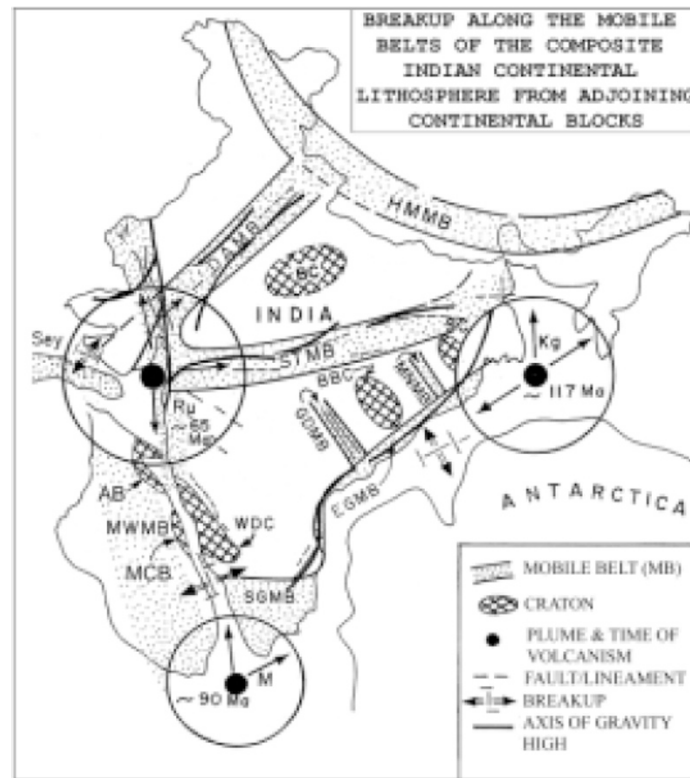 BREAKUP ALONG THE MOBILE
BELTS OF THE COMPOSITE
INDIAN CONTINENTAL
LITHOSPHERE FROM ADJOINING
CONTINENTAL BLOCKS
HMMB
DAMB
BC
INDIA
Sey
STMB
Kg
~ 117 Ma
BBC
MNMB
GDMB
Ru
~ 65
Ma
EGMB
ANTARCTICA
AB
MWMB
WDC
MCB
SGMB
M
~ 90 Ma
MOBILE BELT (MB)
CRATON
PLUME & TIME OF
VOLCANISM
FAULT/LINEAMENT
BREAKUP
AXIS OF GRAVITY
HIGH